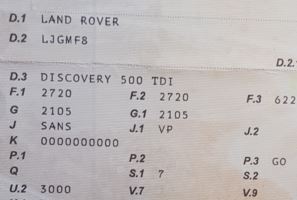 D.1 LAND ROVER
D.2 LJGMF8
D.2.
D.3 DISCOVERY 500 TDI
F.1 2720 F.2 2720 F.3 622
G 2105 G.1 2105
J SANS J.1 VP J.2
K 0000000000
P.1 P.2 P.3 GO
Q S.1 7 S.2
U.2 3000 V.7 V.9